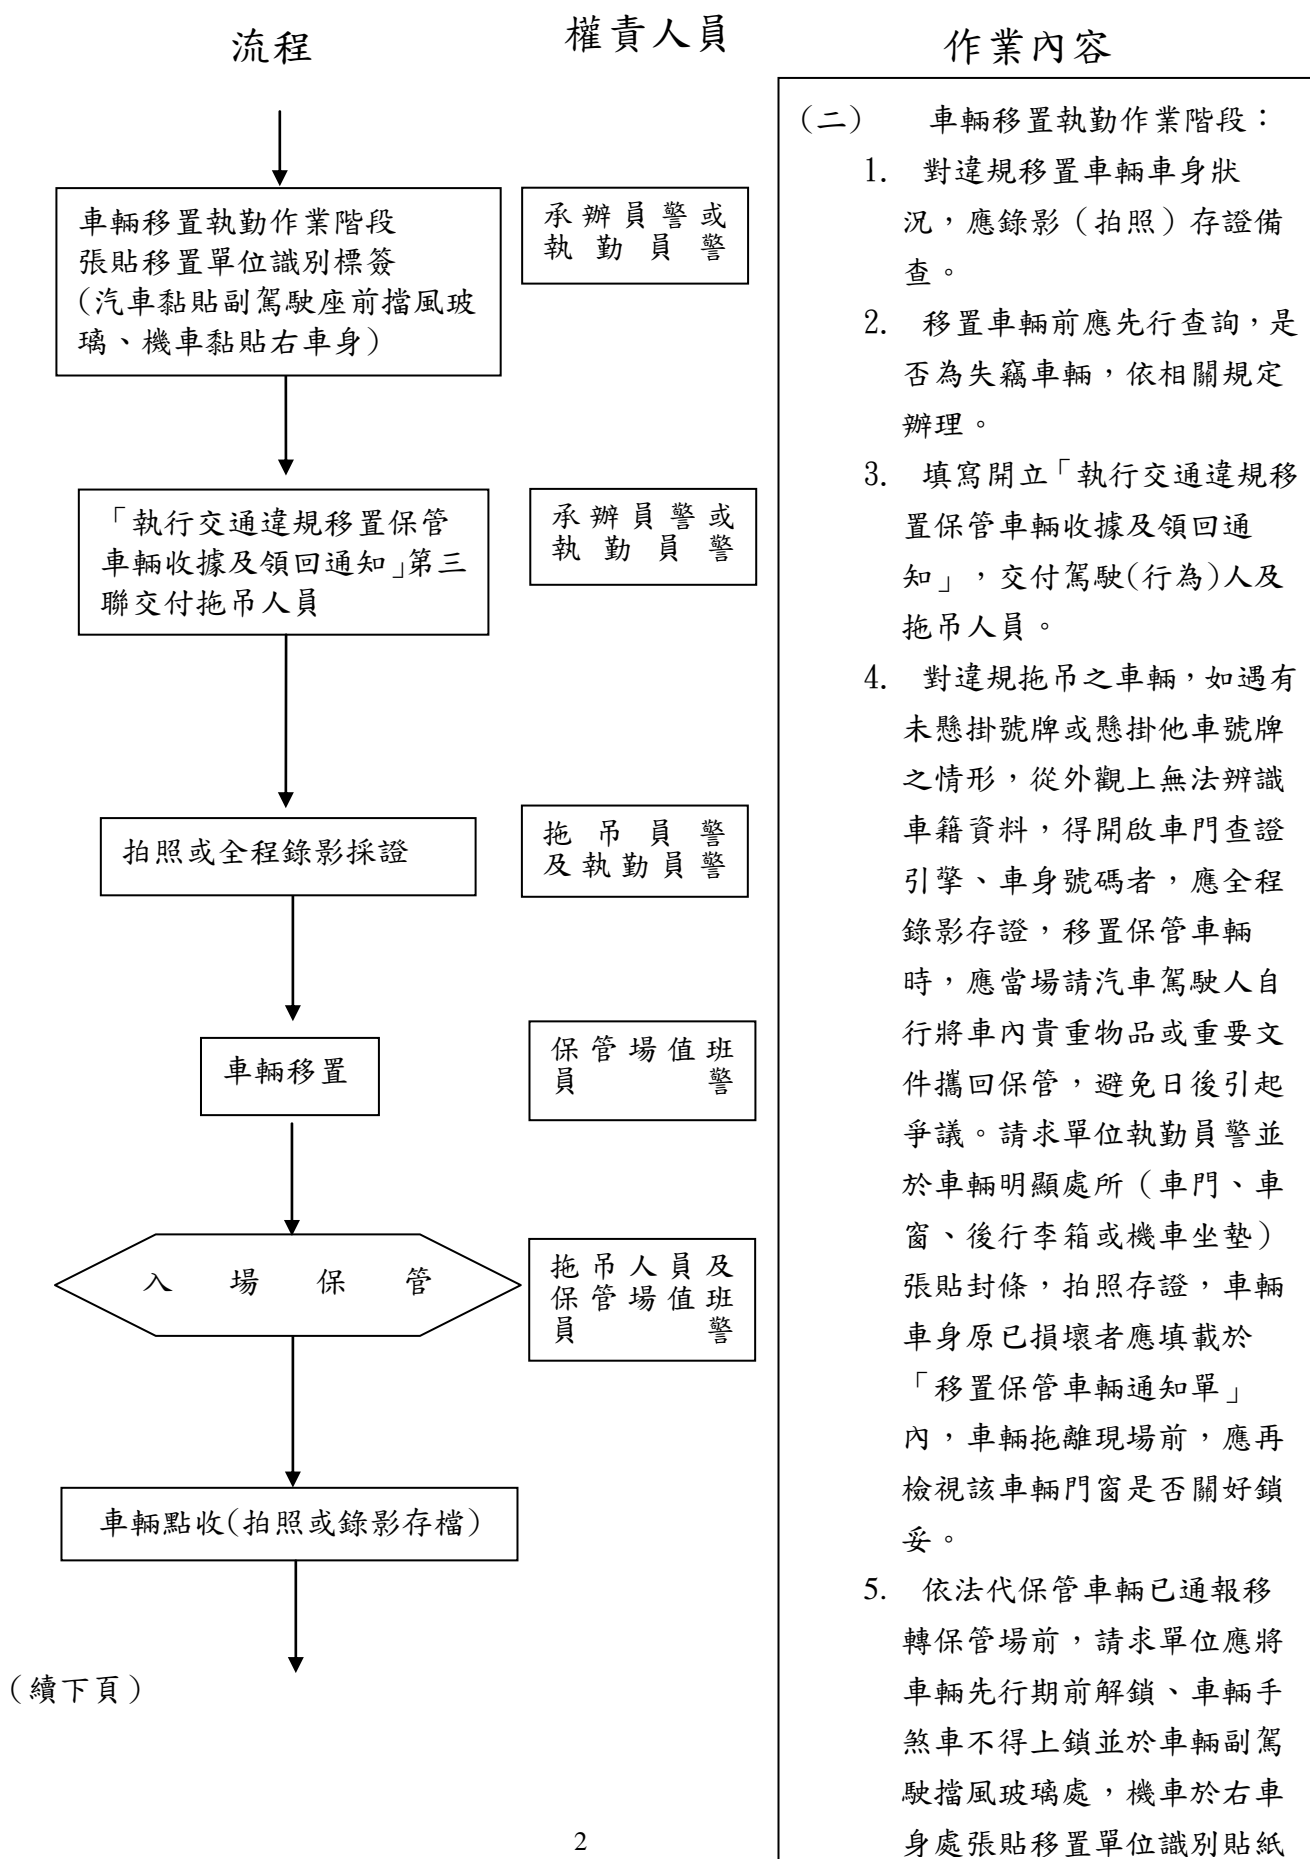 流程
權責人員
作業內容
車輛移置執勤作業階段
張貼移置單位識別標簽
(汽車黏貼副駕駛座前擋風玻
璃、機車黏貼右車身)
承辦員警或
執勤員警
「執行交通違規移置保管
車輛收據及領回通知」第三
聯交付拖吊人員
承辦員警或
執勤員警
拍照或全程錄影採證
拖吊員警
及執勤員警
車輛移置
保管場值班
員警
入場保管
拖吊人員及
保管場值班
員警
車輛點收(拍照或錄影存檔)
(續下頁)
(二) 車輛移置執勤作業階段：
1. 對違規移置車輛車身狀
況，應錄影（拍照）存證備
查。
2. 移置車輛前應先行查詢，是
否為失竊車輛，依相關規定
辦理。
3. 填寫開立「執行交通違規移
置保管車輛收據及領回通
知」，交付駕駛(行為)人及
拖吊人員。
4. 對違規拖吊之車輛，如遇有
未懸掛號牌或懸掛他車號牌
之情形，從外觀上無法辨識
車籍資料，得開啟車門查證
引擎、車身號碼者，應全程
錄影存證，移置保管車輛
時，應當場請汽車駕駛人自
行將車內貴重物品或重要文
件攜回保管，避免日後引起
爭議。請求單位執勤員警並
於車輛明顯處所（車門、車
窗、後行李箱或機車坐墊）
張貼封條，拍照存證，車輛
車身原已損壞者應填載於
「移置保管車輛通知單」
內，車輛拖離現場前，應再
檢視該車輛門窗是否關好鎖
妥。
5. 依法代保管車輛已通報移
轉保管場前，請求單位應將
車輛先行期前解鎖、車輛手
煞車不得上鎖並於車輛副駕
駛擋風玻璃處，機車於右車
身處張貼移置單位識別貼紙
2